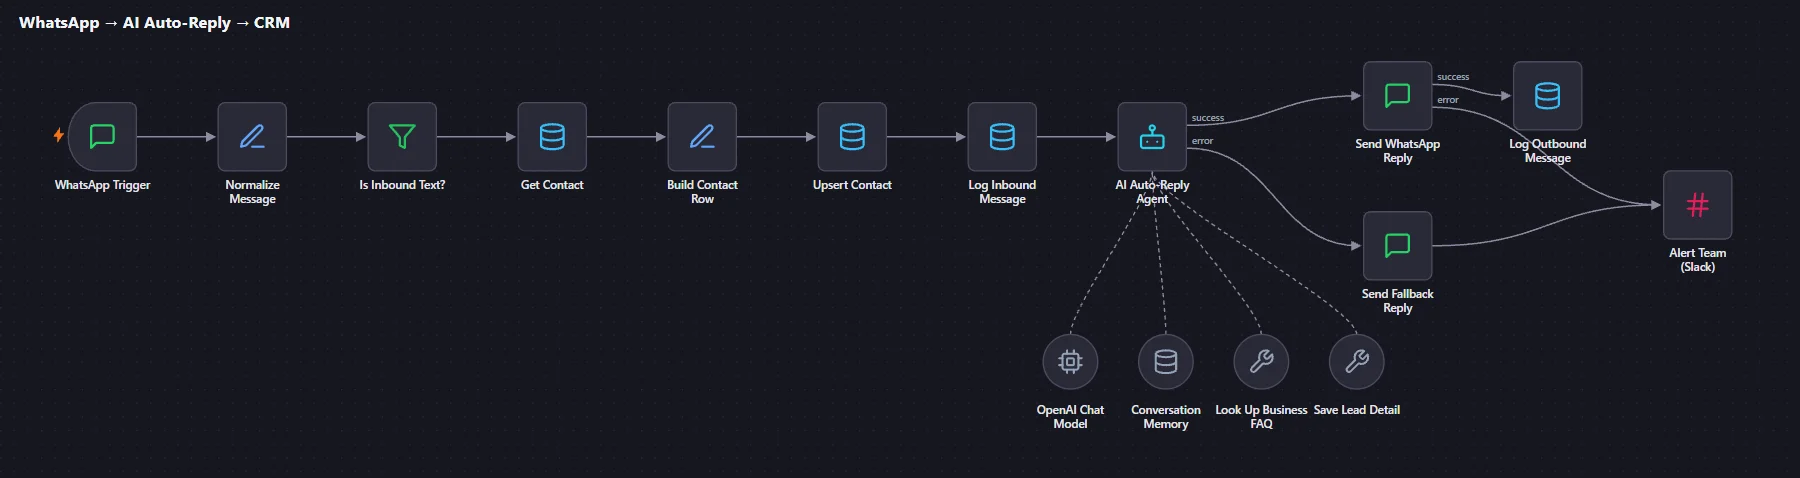 WhatsApp → AI Auto-Reply → CRM
WhatsApp Trigger
Normalize
Message
Is Inbound Text?
Get Contact
Build Contact
Row
Upsert Contact
Log Inbound
Message
AI Auto-Reply
Agent
success
error
Send WhatsApp
Reply
success
error
Log Outbound
Message
Send Fallback
Reply
Alert Team
(Slack)
OpenAI Chat
Model
Conversation
Memory
Look Up Business
FAQ
Save Lead Detail